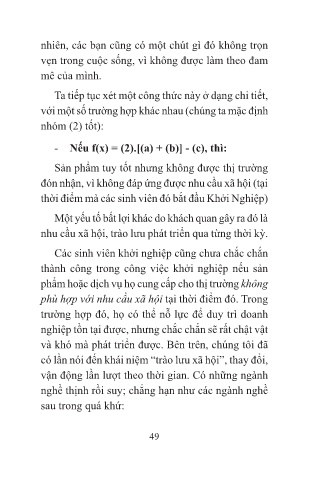 nhiên, các bạn cũng có một chút gì đó không trọn
vẹn trong cuộc sống, vì không được làm theo đam
mê của mình.
Ta tiếp tục xét một công thức này ở dạng chi tiết,
với một số trường hợp khác nhau (chúng ta mặc định
nhóm (2) tốt):
- Nếu f(x) = (2).[(a) + (b)] - (c), thì:
Sản phẩm tuy tốt nhưng không được thị trường
đón nhận, vì không đáp ứng được nhu cầu xã hội (tại
thời điểm mà các sinh viên đó bắt đầu Khởi Nghiệp)
Một yếu tố bất lợi khác do khách quan gây ra đó là
nhu cầu xã hội, trào lưu phát triển qua từng thời kỳ.
Các sinh viên khởi nghiệp cũng chưa chắc chắn
thành công trong công việc khởi nghiệp nếu sản
phẩm hoặc dịch vụ họ cung cấp cho thị trường không
phù hợp với nhu cầu xã hội tại thời điểm đó. Trong
trường hợp đó, họ có thể nỗ lực để duy trì doanh
nghiệp tồn tại được, nhưng chắc chắn sẽ rất chật vật
và khó mà phát triển được. Bên trên, chúng tôi đã
có lần nói đến khái niệm “trào lưu xã hội”, thay đổi,
vận động lần lượt theo thời gian. Có những ngành
nghề thịnh rồi suy; chẳng hạn như các ngành nghề
sau trong quá khứ:
49